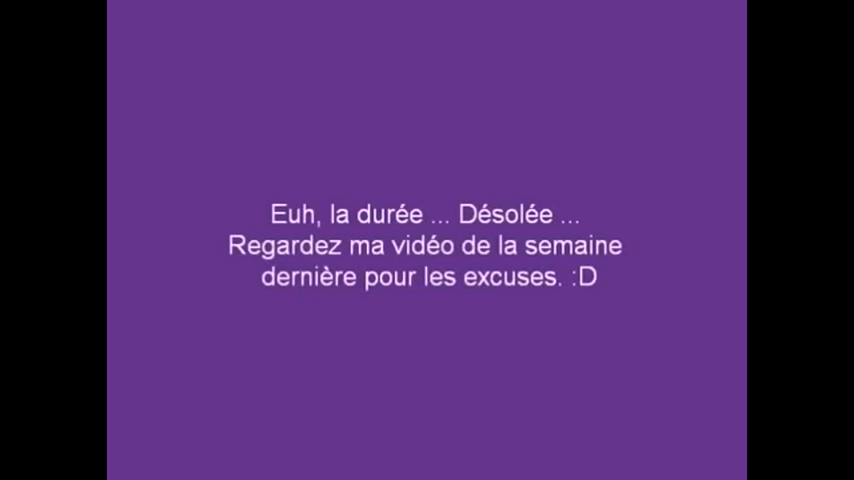 Euh, la durée ... Désolée ...
Regardez ma vidéo de la semaine
dernière pour les excuses. :D